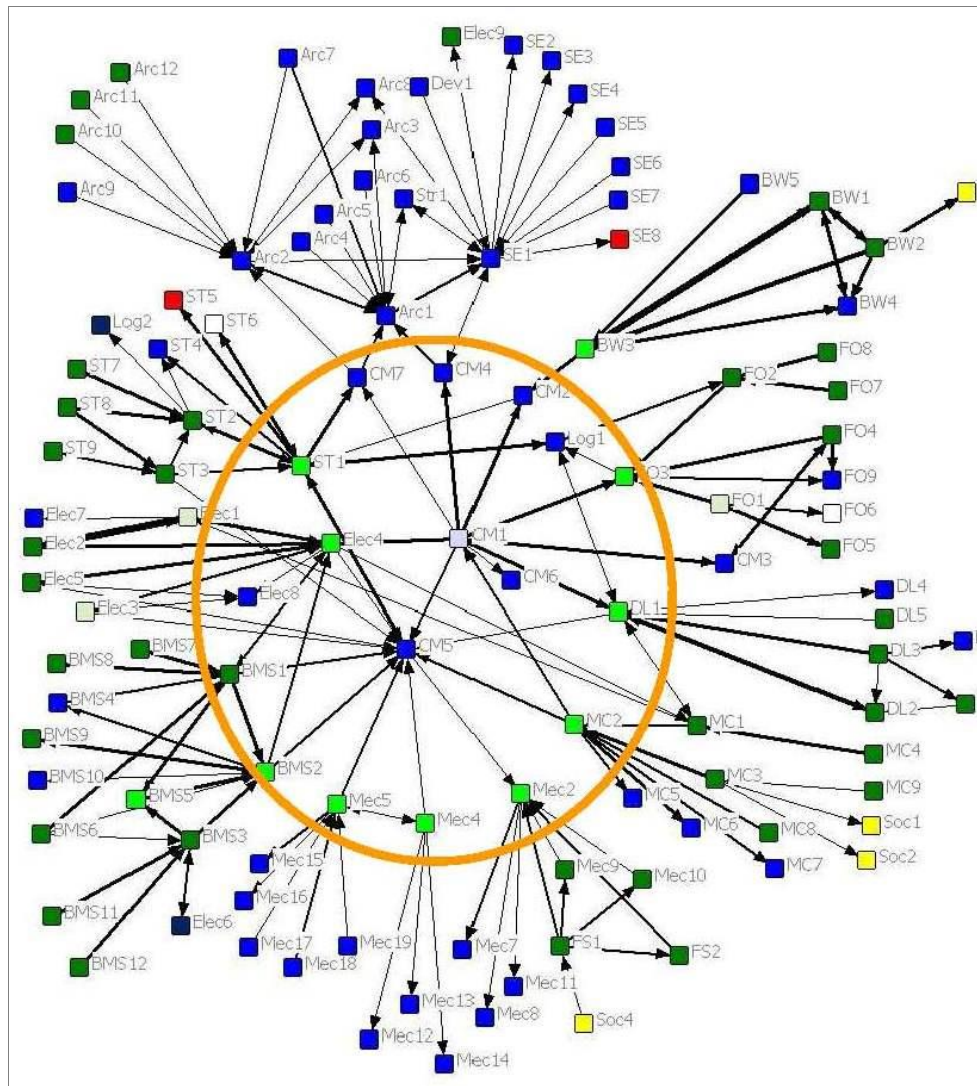 Elec9
SE2
Arc7
SE3
Arc12
Arc8
Dev1
SE4
Arc11
Arc10
Arc3
SE5
SE6
Arc6
Arc9
Str1
SE7
BW5
BW1
Arc5
Arc4
SE8
BW2
Arc2
SE1
ST5
BW4
Arc1
Log2
ST6
ST4
BW3
FO8
ST7
CM7
CM4
FO2
CM2
FO7
ST8
ST2
FO4
Log1
ST9
ST3
ST1
FO3
FO9
Elec7
Elec1
FO1
FO6
Elec2
Elec4
CM1
FO5
CM3
Elec5
CM6
Elec8
DL4
Elec3
DL1
DL5
BMS7
CM5
DL3
BMS8
BMS1
BMS4
DL2
MC2
MC1
BMS9
MC4
BMS10
BMS2
MC3
MC9
BMS5
Mec5
Mec2
MC5
BMS6
BMS3
Mec4
MC6
MC8
Soc1
Soc2
Mec15
Mec9
MC7
Mec16
Mec10
BMS11
Elec6
Mec17
Mec19
Mec7
FS1
FS2
BMS12
Mec18
Mec11
Mec13
Mec8
Soc4
Mec12
Mec14